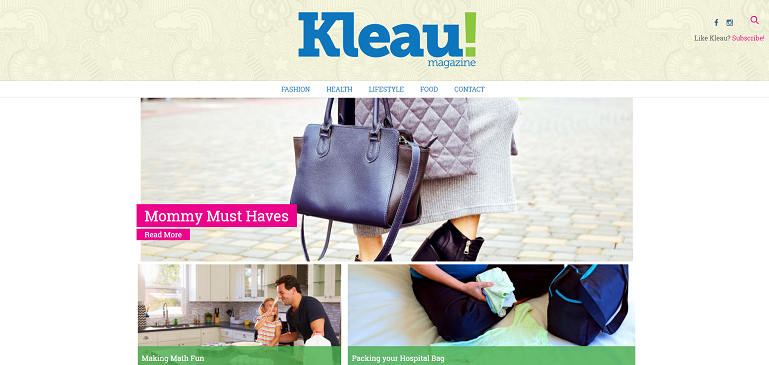 Kleau!
magazine
Like Kleau? Subscribe!
FASHION HEALTH LIFESTYLE FOOD CONTACT
Mommy Must Haves
Read More
Making Math Fun
Packing your Hospital Bag